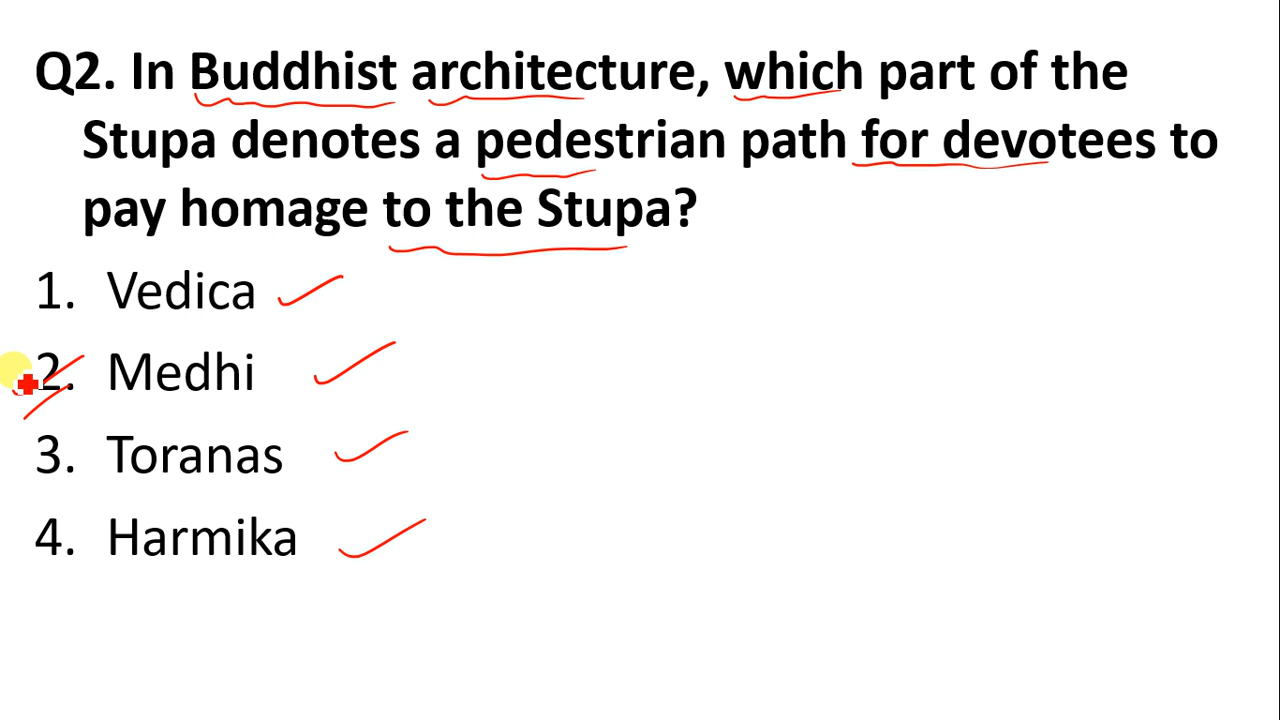 Q2. In Buddhist architecture, which part of the
Stupa denotes a pedestrian path for devotees to
pay homage to the Stupa?
1. Vedica
2. Medhi
3. Toranas
4. Harmika